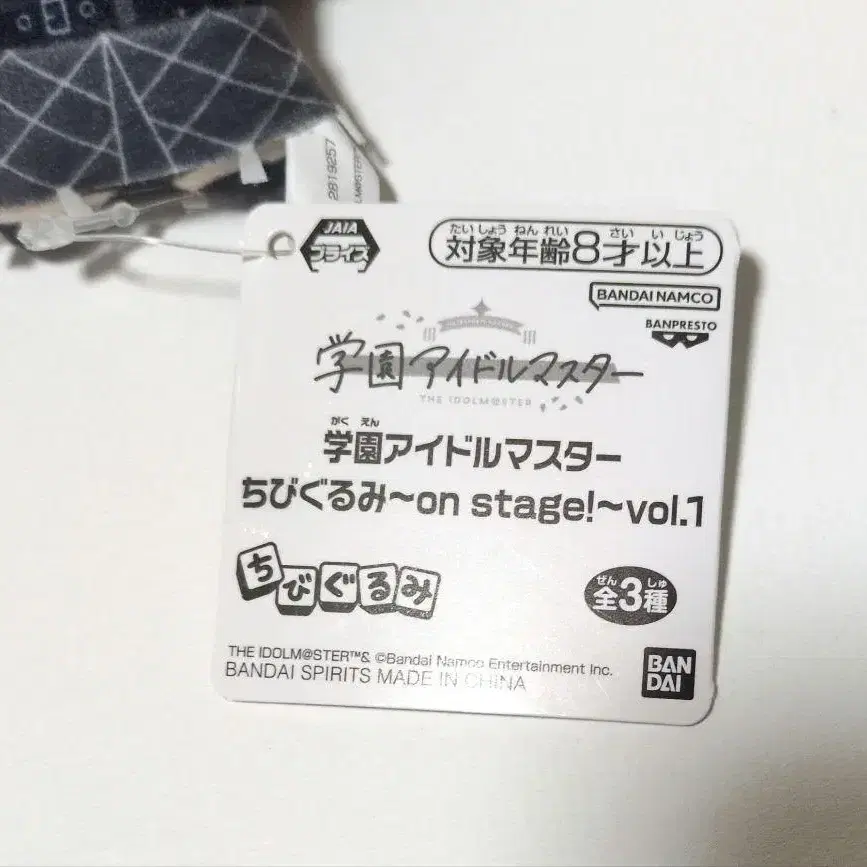 2819257
JAIA
プライズ
たいしょうねんれい さいいじょう
対象年齢8才以上
BANDAI NAMCO
BANPRESTO
学園アイドルマスター
THE IDOLM@STER
がくえん
学園アイドルマスター
ちびぐるみ～on stage!～vol.1
ちびぐるみ
ぜん しゅ
全3種
THE IDOLM@STER™& ©Bandai Namco Entertainment Inc.
BANDAI SPIRITS MADE IN CHINA
BAN
DAI